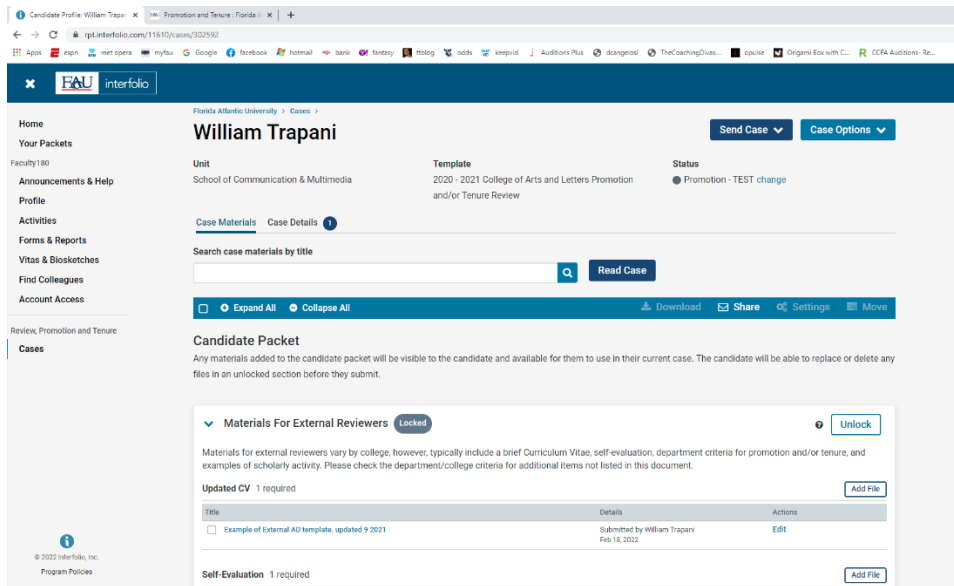 Candidate Profile: William Trapan
Promotion and Tenure : Florida A
rpt.interfolio.com/11610/cases/302592
Apps espn met opera myfau Google facebook hotmail bank fantasy ttblog odds keepvid Auditions Plus dcangelosi TheCoachingDivas... opulse Origami Box with C... CCPA Auditions- Re...
FAU interfolio
Home
Your Packets
Faculty180
Announcements & Help
Profile
Activities
Forms & Reports
Vitas & Biosketches
Find Colleagues
Account Access
Review, Promotion and Tenure
Cases
© 2022 Interfolio, Inc.
Program Policies
Florida Atlantic University > Cases >
William Trapani
Send Case
Case Options
Unit
School of Communication & Multimedia
Template
2020 - 2021 College of Arts and Letters Promotion
and/or Tenure Review
Status
Promotion - TEST change
Case Materials Case Details 1
Search case materials by title
Read Case
Expand All Collapse All Download Share Settings Move
Candidate Packet
Any materials added to the candidate packet will be visible to the candidate and available for them to use in their current case. The candidate will be able to replace or delete any
files in an unlocked section before they submit.
Materials For External Reviewers Locked
Unlock
Materials for external reviewers vary by college, however, typically include a brief Curriculum Vitae, self-evaluation, department criteria for promotion and/or tenure, and
examples of scholarly activity. Please check the department/college criteria for additional items not listed in this document.
Updated CV 1 required
Add File
Title Details Actions
Example of External AD template. updated 9 2021
Submitted by William Trapani
Feb 18, 2022
Edit
Self-Evaluation 1 required
Add File